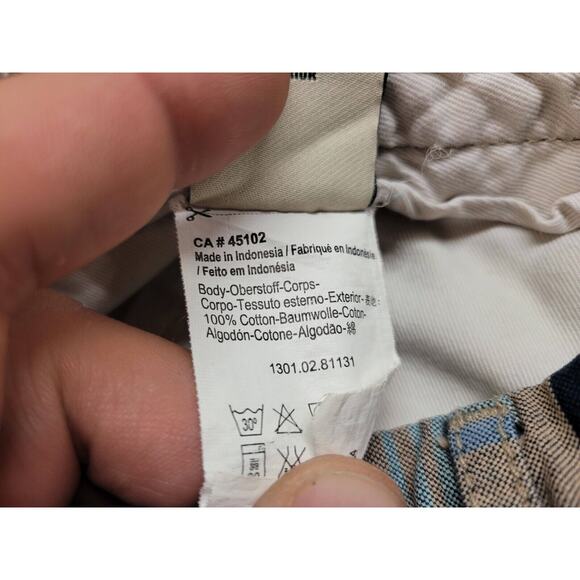 CA # 45102
Made in Indonesia / Fabriqué en Indonésie
/ Feito em Indonésia
Body-Oberstoff-Corps-
Corpo-Tessuto esterno-Exterior-表地:
100% Cotton-Baumwolle-Coton-
Algodón-Cotone-Algodão-綿
1301.02.81131
30°